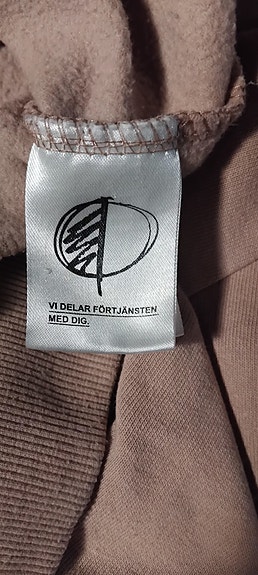 VI DELAR FÖRTJÄNSTEN
MED DIG.